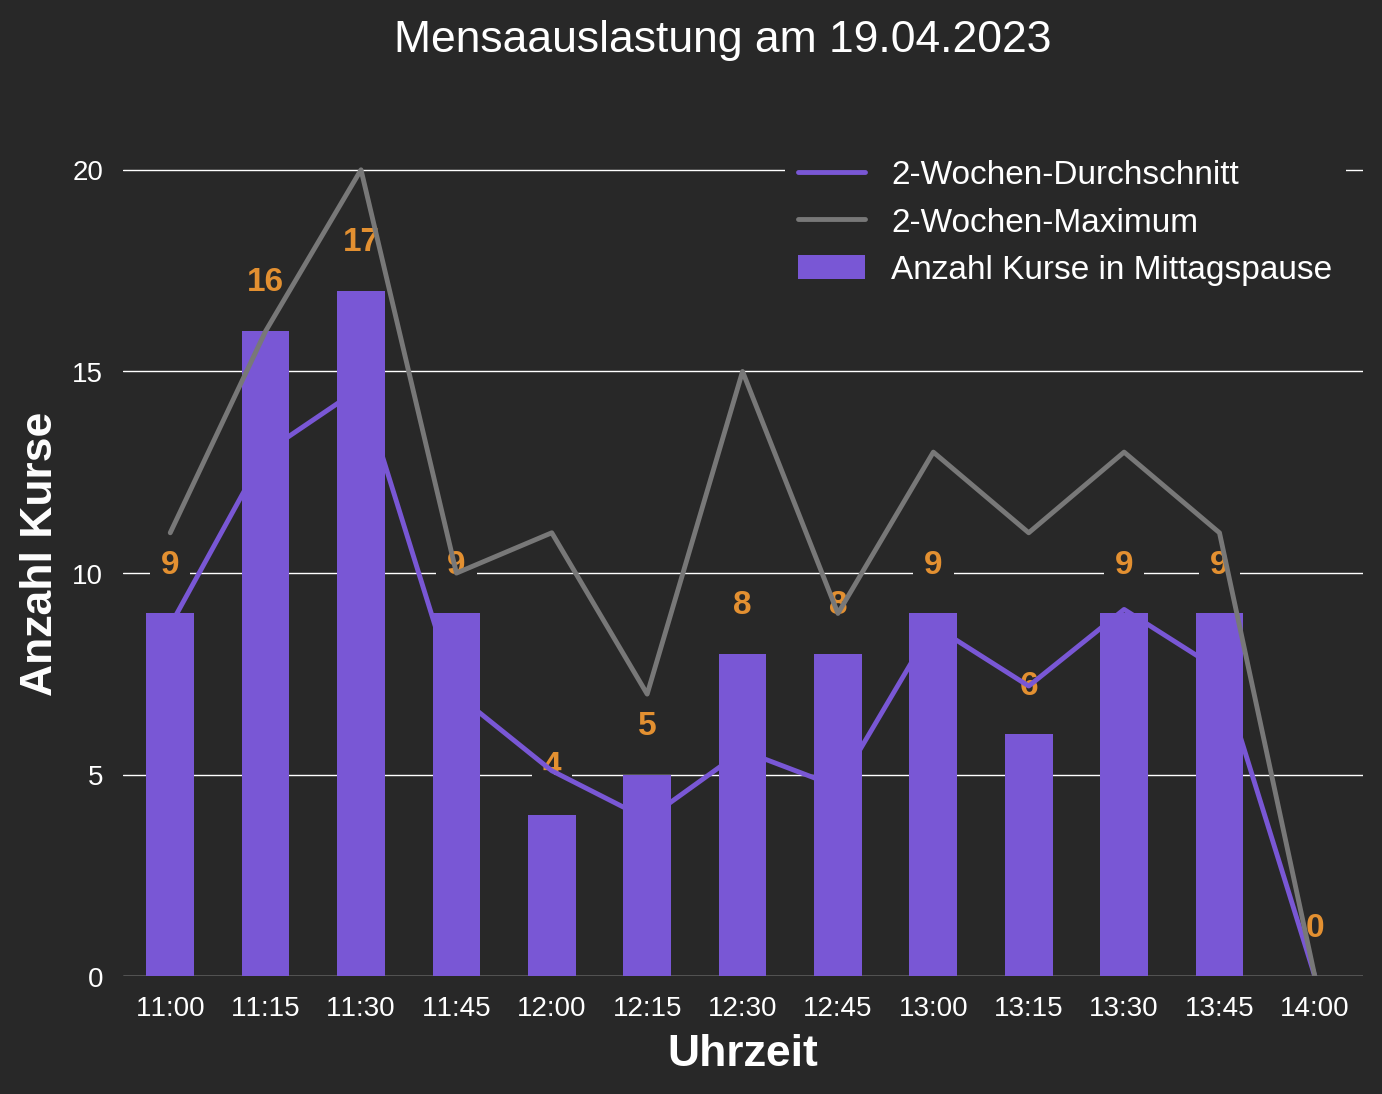 Mensaauslastung am 19.04.2023
2-Wochen-Durchschnitt
2-Wochen-Maximum
Anzahl Kurse in Mittagspause
Anzahl Kurse
20
15
10
5
0
9
16
17
9
4
5
8
8
9
6
9
9
0
11:00 11:15 11:30 11:45 12:00 12:15 12:30 12:45 13:00 13:15 13:30 13:45 14:00
Uhrzeit